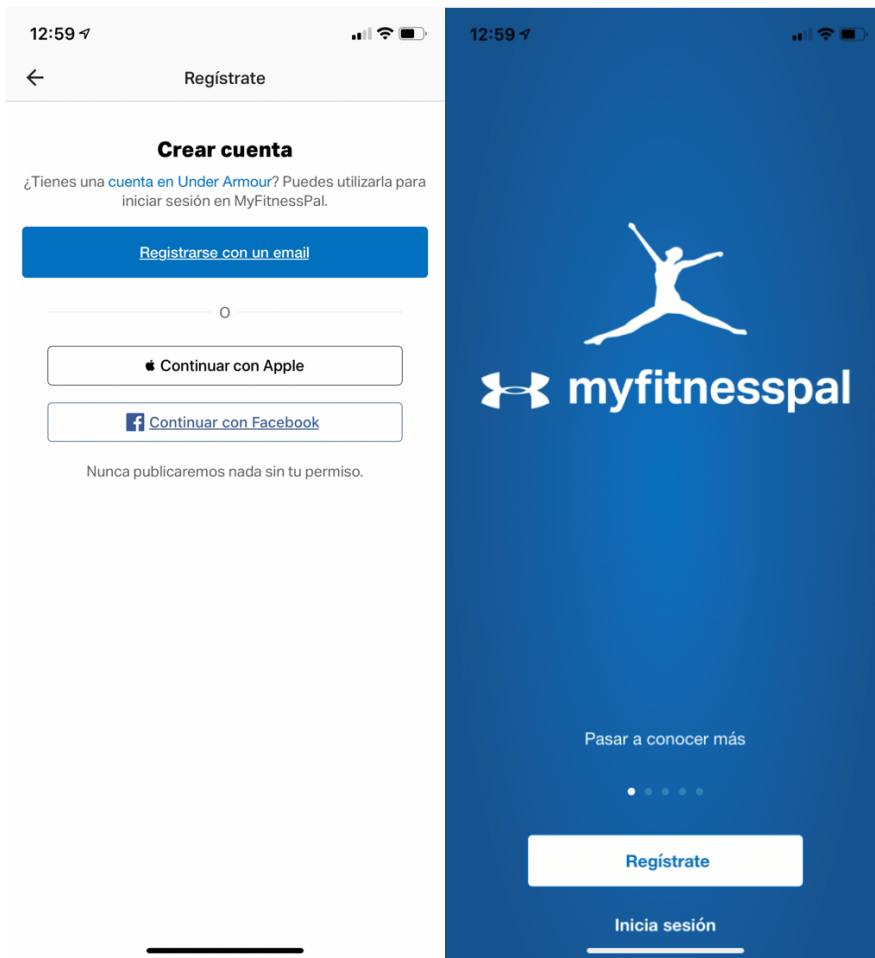 12:59
Regístrate
Crear cuenta
¿Tienes una cuenta en Under Armour? Puedes utilizarla para
iniciar sesión en MyFitnessPal.
Registrarse con un email
O
Continuar con Apple
Continuar con Facebook
Nunca publicaremos nada sin tu permiso.
12:59
myfitnesspal
Pasar a conocer más
Regístrate
Inicia sesión